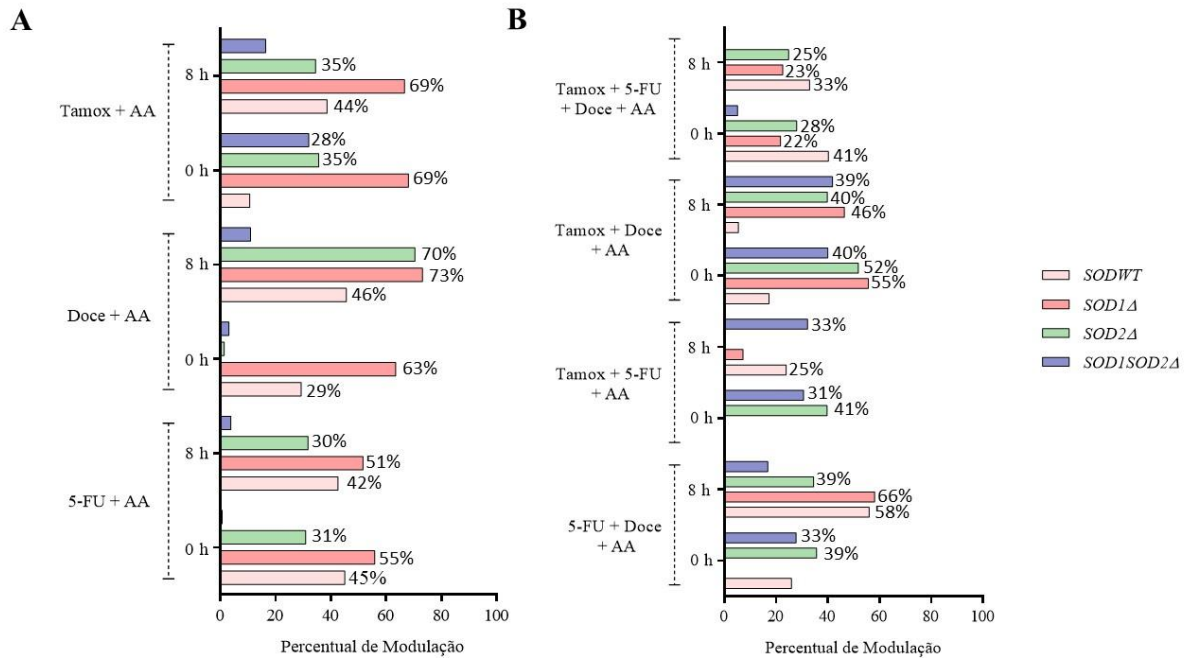 A
Tamox + AA
8 h
35%
69%
44%
0 h
28%
35%
69%
Doce + AA
8 h
70%
73%
46%
0 h
63%
29%
5-FU + AA
8 h
30%
51%
42%
0 h
31%
55%
45%
0 20 40 60 80 100
Percentual de Modulação
B
Tamox + 5-FU
+ Doce + AA
8 h
25%
23%
33%
0 h
28%
22%
41%
Tamox + Doce
+ AA
8 h
39%
40%
46%
0 h
40%
52%
55%
Tamox + 5-FU
+ AA
8 h
33%
25%
0 h
31%
41%
5-FU + Doce
+ AA
8 h
39%
66%
58%
0 h
33%
39%
0 20 40 60 80 100
Percentual de Modulação
SODWT
SOD1Δ
SOD2Δ
SOD1SOD2Δ